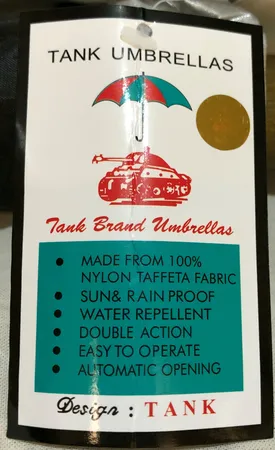 TANK UMBRELLAS
Tank Brand Umbrellas
• MADE FROM 100%
NYLON TAFFETA FABRIC
• SUN& RAIN PROOF
• WATER REPELLENT
• DOUBLE ACTION
• EASY TO OPERATE
• AUTOMATIC OPENING
Design : TANK